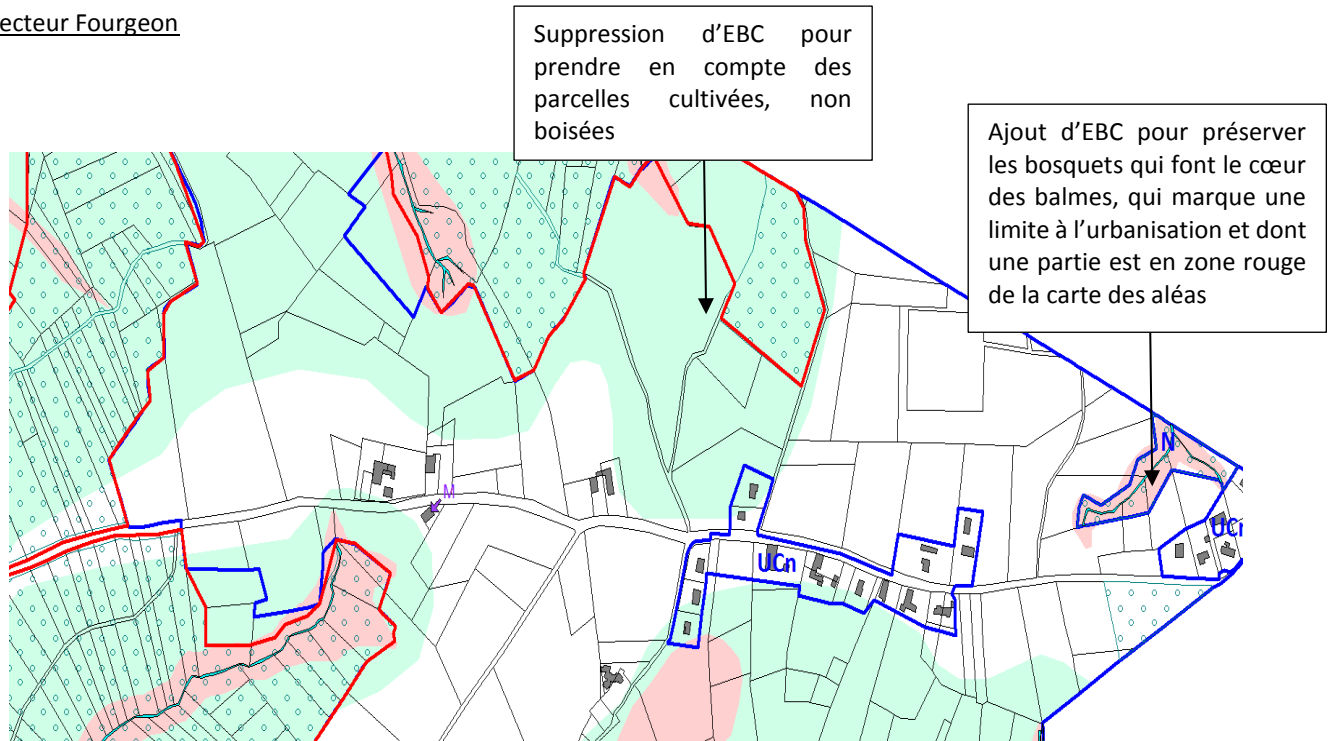 ecteur Fourgeon
Suppression d'EBC pour
prendre en compte des
parcelles cultivées, non
boisées
Ajout d'EBC pour préserver
les bosquets qui font le cœur
des balmes, qui marque une
limite à l'urbanisation et dont
une partie est en zone rouge
de la carte des aléas
N
M
UCn
UCn